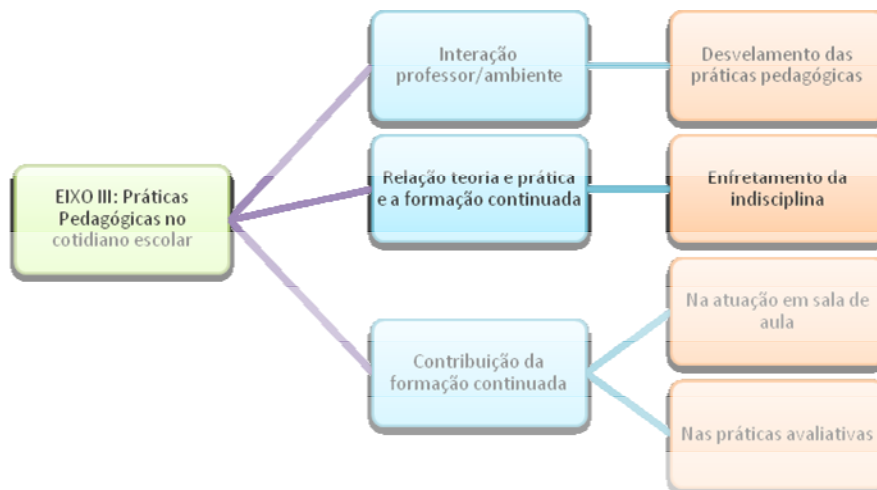 EIXO III: Práticas
Pedagógicas no
cotidiano escolar
Interação
professor/ambiente
Desvelamento das
práticas pedagógicas
Relação teoria e prática
e a formação continuada
Enfretamento da
indisciplina
Contribuição da
formação continuada
Na atuação em sala de
aula
Nas práticas avaliativas